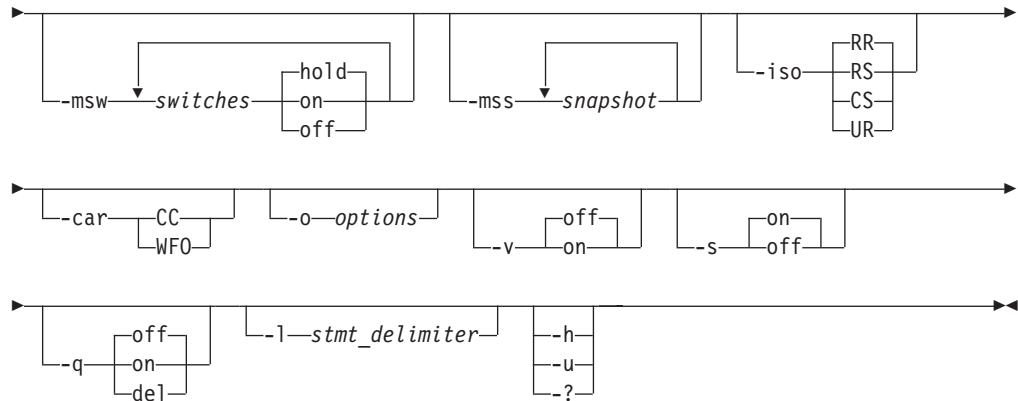 hold
-msw switches on
off
-mss snapshot
RR
-iso RS
CS
UR
-car CC
WFO
-o options
off
-v on
on
-s off
off
-q on
del
-l stmt_delimiter
-h
-u
-?